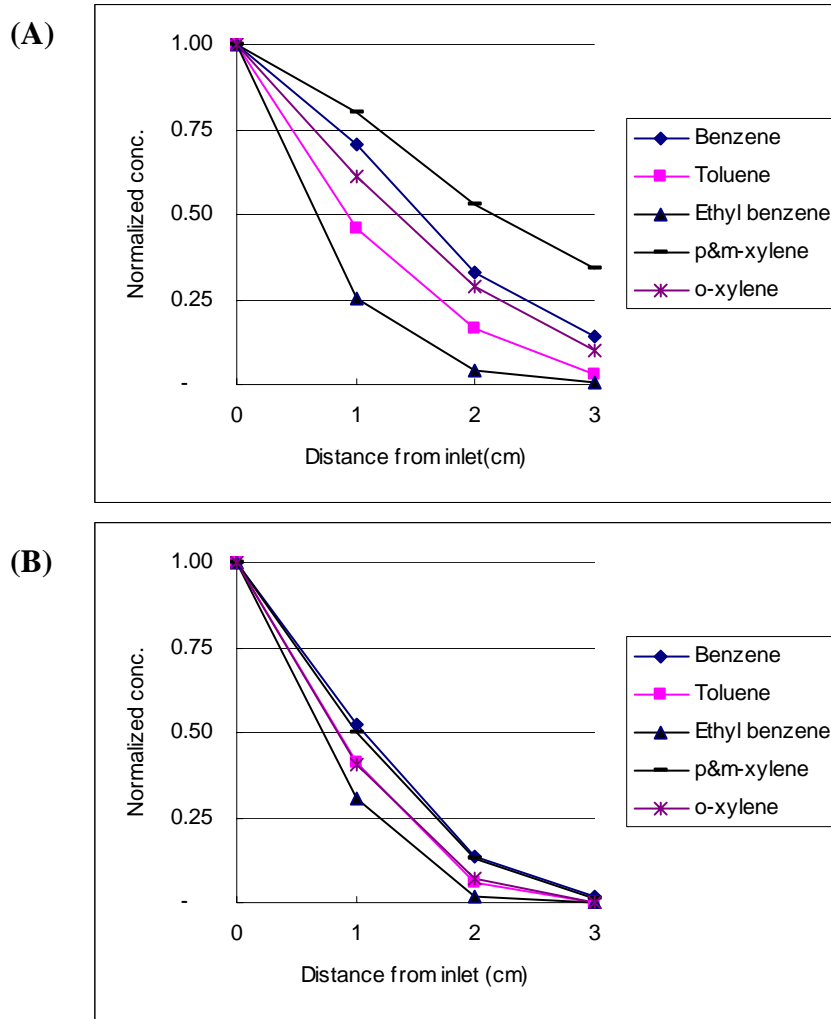 (A)
1.00
0.75
0.50
0.25
-
0 1 2 3
Normalized conc.
Distance from inlet(cm)
Benzene
Toluene
Ethyl benzene
p&m-xylene
o-xylene
(B)
1.00
0.75
0.50
0.25
-
0 1 2 3
Normalized conc.
Distance from inlet (cm)
Benzene
Toluene
Ethyl benzene
p&m-xylene
o-xylene